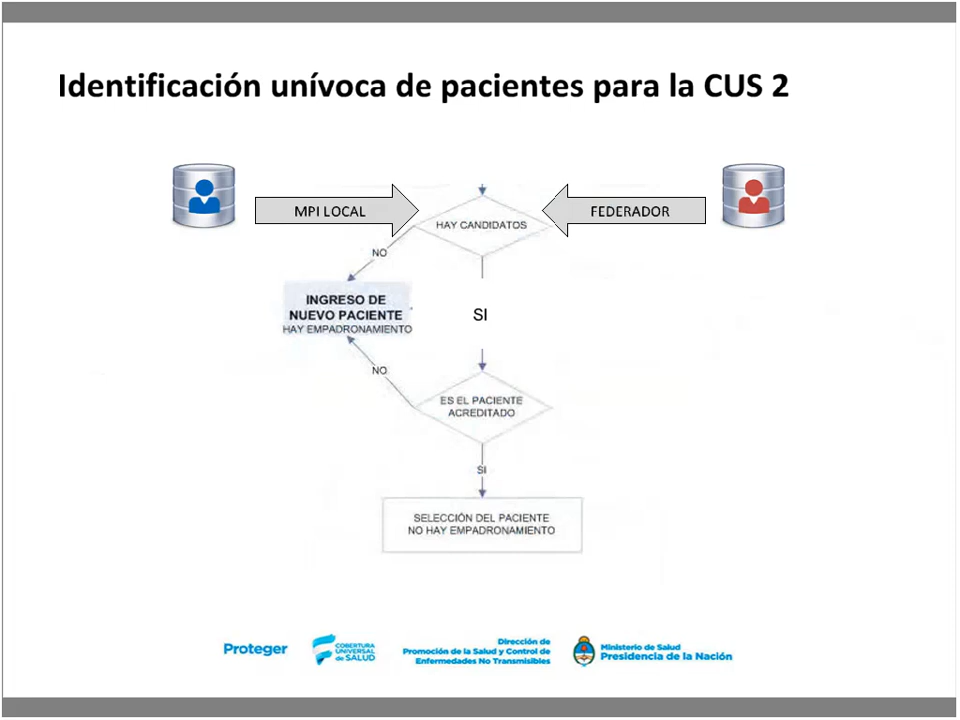 Identificación unívoca de pacientes para la CUS 2
MPI LOCAL
FEDERADOR
HAY CANDIDATOS
NO
INGRESO DE
NUEVO PACIENTE
HAY EMPADRONAMIENTO
SI
NO
ES EL PACIENTE
ACREDITADO
SI
SELECCIÓN DEL PACIENTE
NO HAY EMPADRONAMIENTO
Proteger
COBERTURA
UNIVERSAL
de SALUD
Dirección de
Promoción de la Salud y Control de
Enfermedades No Transmisibles
Ministerio de Salud
Presidencia de la Nación